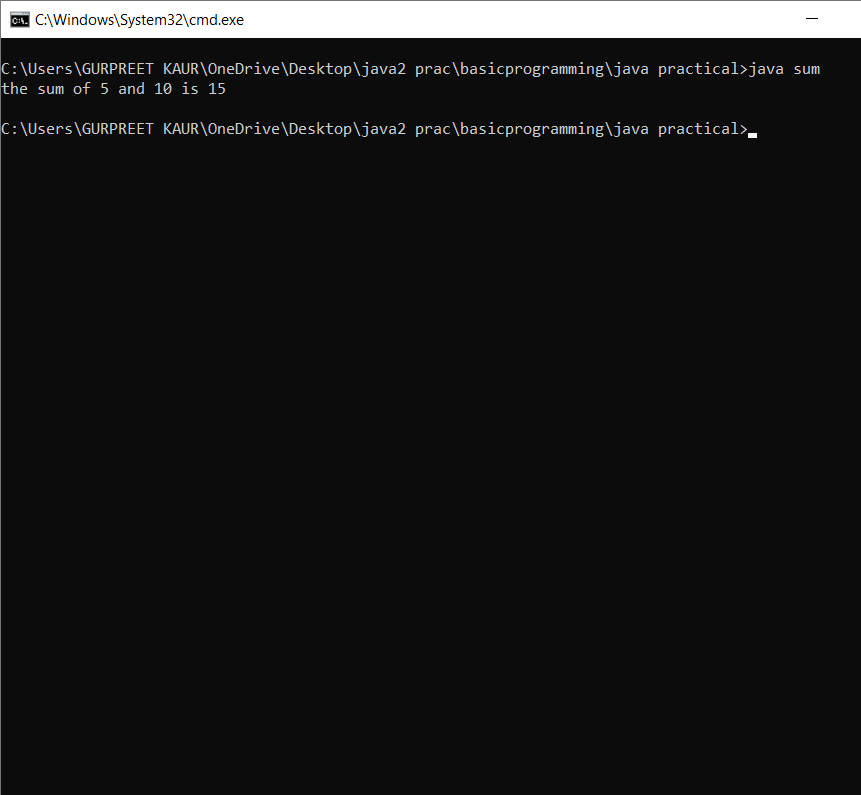 C:\Windows\System32\cmd.exe
C:\Users\GURPREET KAUR\OneDrive\Desktop\java2 prac\basicprogramming\java practical>java sum
the sum of 5 and 10 is 15
C:\Users\GURPREET KAUR\OneDrive\Desktop\java2 prac\basicprogramming\java practical>